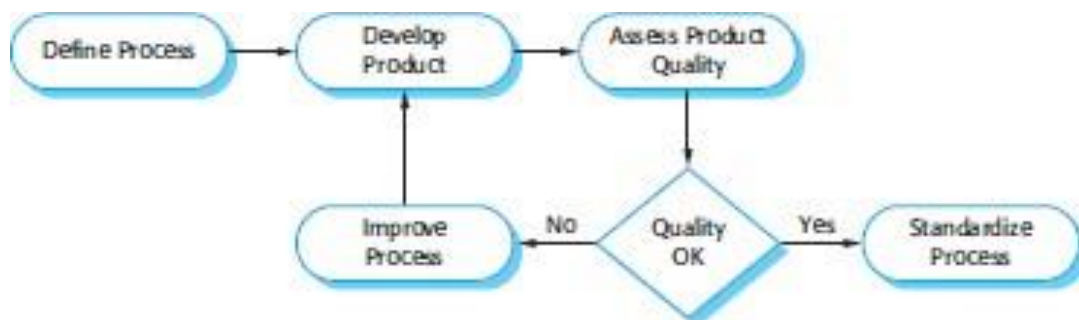 Define Process
Develop
Product
Assess Product
Quality
Improve
Process
No
Quality
OK
Yes
Standardize
Process